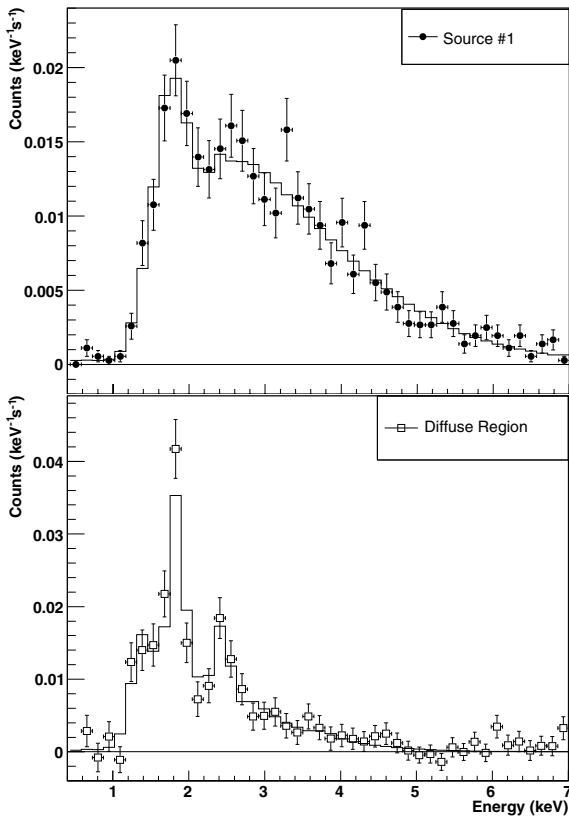 Counts (keV⁻¹s⁻¹)
Source #1
0.02
0.015
0.01
0.005
0
Counts (keV⁻¹s⁻¹)
Diffuse Region
0.04
0.03
0.02
0.01
0
1 2 3 4 5 6 7
Energy (keV)